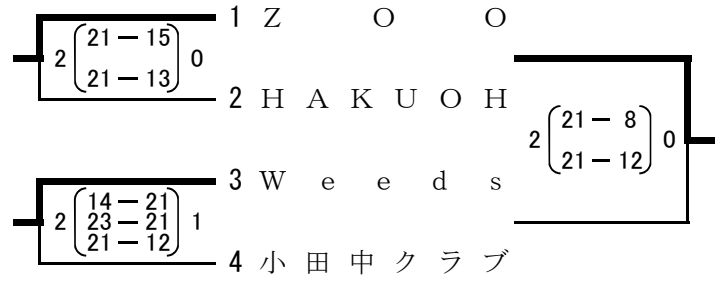 1 Z O O
2 ( 21 － 15 21 － 13 ) 0
2 H A K U O H
2 ( 21 － 8 21 － 12 ) 0
3 W e e d s
2 ( 14 － 21 23 － 21 21 － 12 ) 1
4 小 田 中 ク ラ ブ